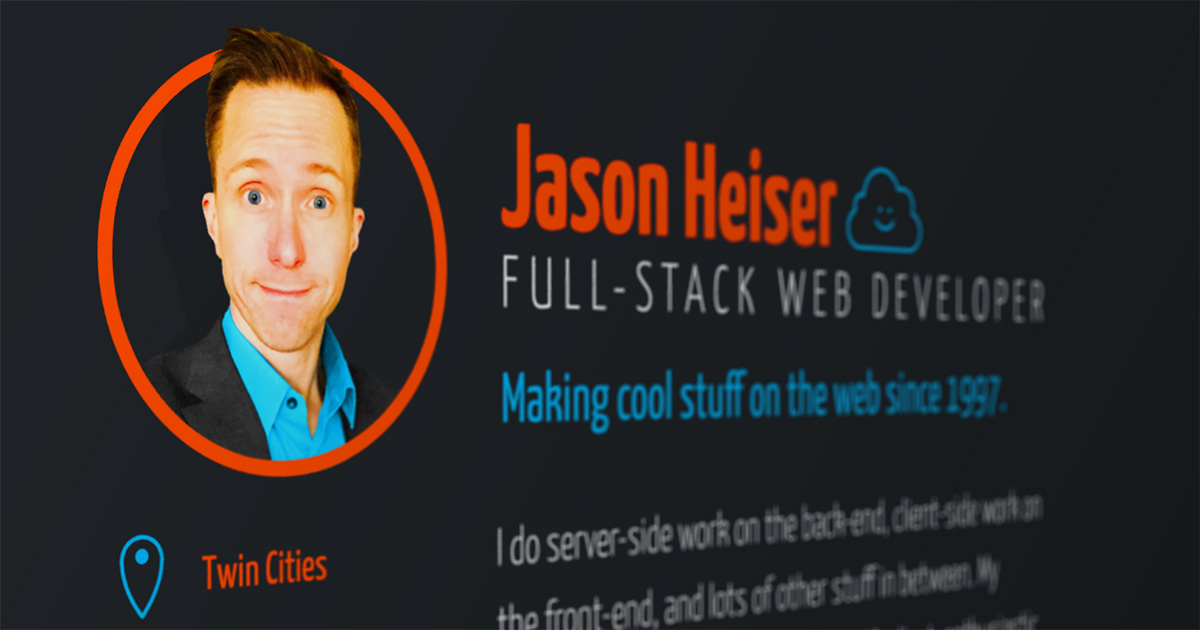 Jason Heiser
FULL-STACK WEB DEVELOPER
Making cool stuff on the web since 1997.
Twin Cities
I do server-side work on the back-end, client-side work on
the front-end, and lots of other stuff in between. My
enthusiastic